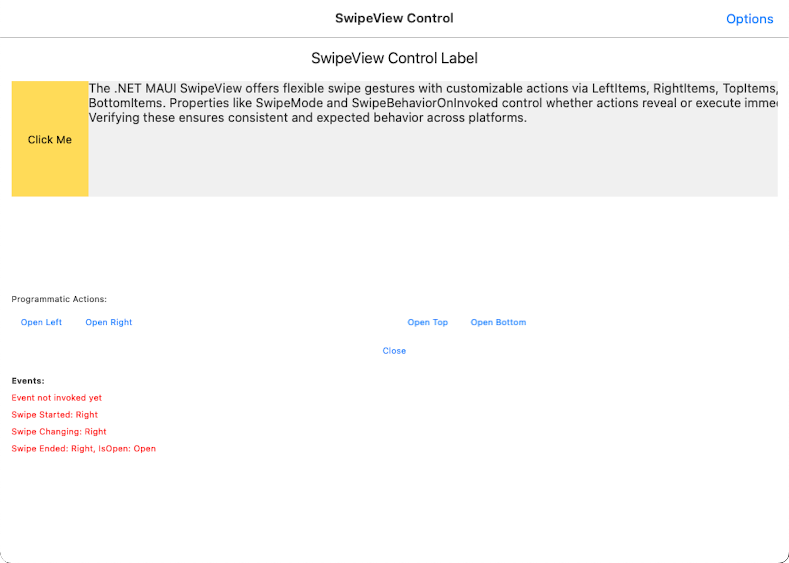 SwipeView Control
Options
SwipeView Control Label
Click Me
The .NET MAUI SwipeView offers flexible swipe gestures with customizable actions via LeftItems, RightItems, TopItems,
BottomItems. Properties like SwipeMode and SwipeBehaviorOnInvoked control whether actions reveal or execute
Verifying these ensures consistent and expected behavior across platforms.
Programmatic Actions:
Open Left
Open Right
Open Top
Open Bottom
Close
Events:
Event not invoked yet
Swipe Started: Right
Swipe Changing: Right
Swipe Ended: Right, IsOpen: Open